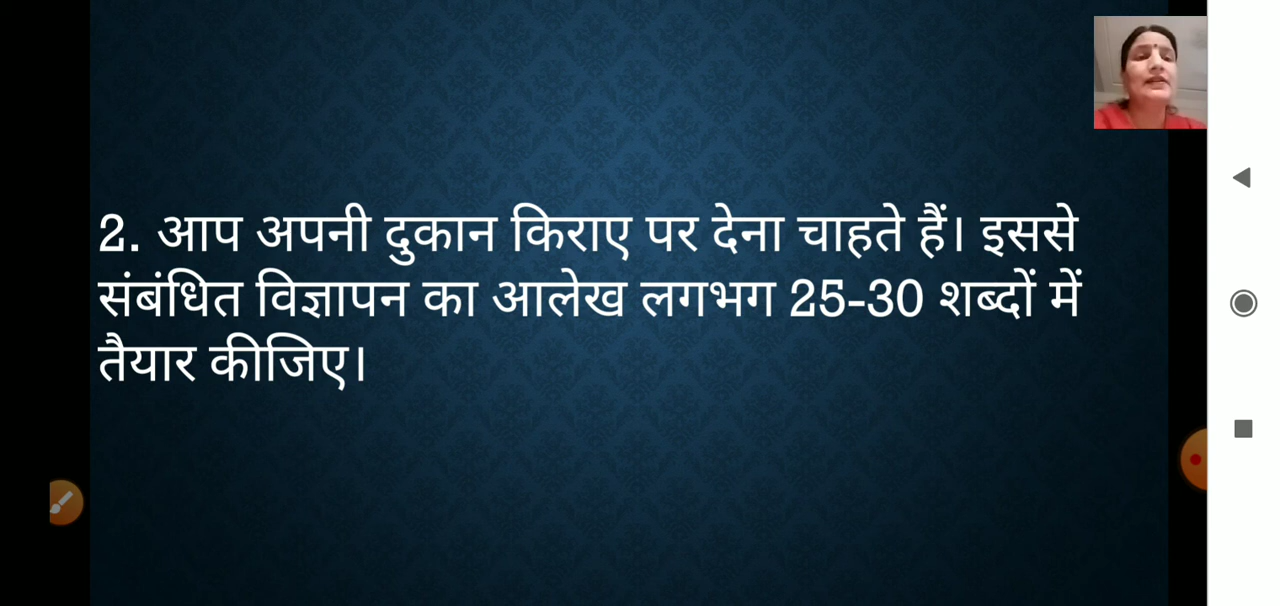 2. आप अपनी दुकान किराए पर देना चाहते हैं। इससे
संबंधित विज्ञापन का आलेख लगभग 25-30 शब्दों में
तैयार कीजिए।